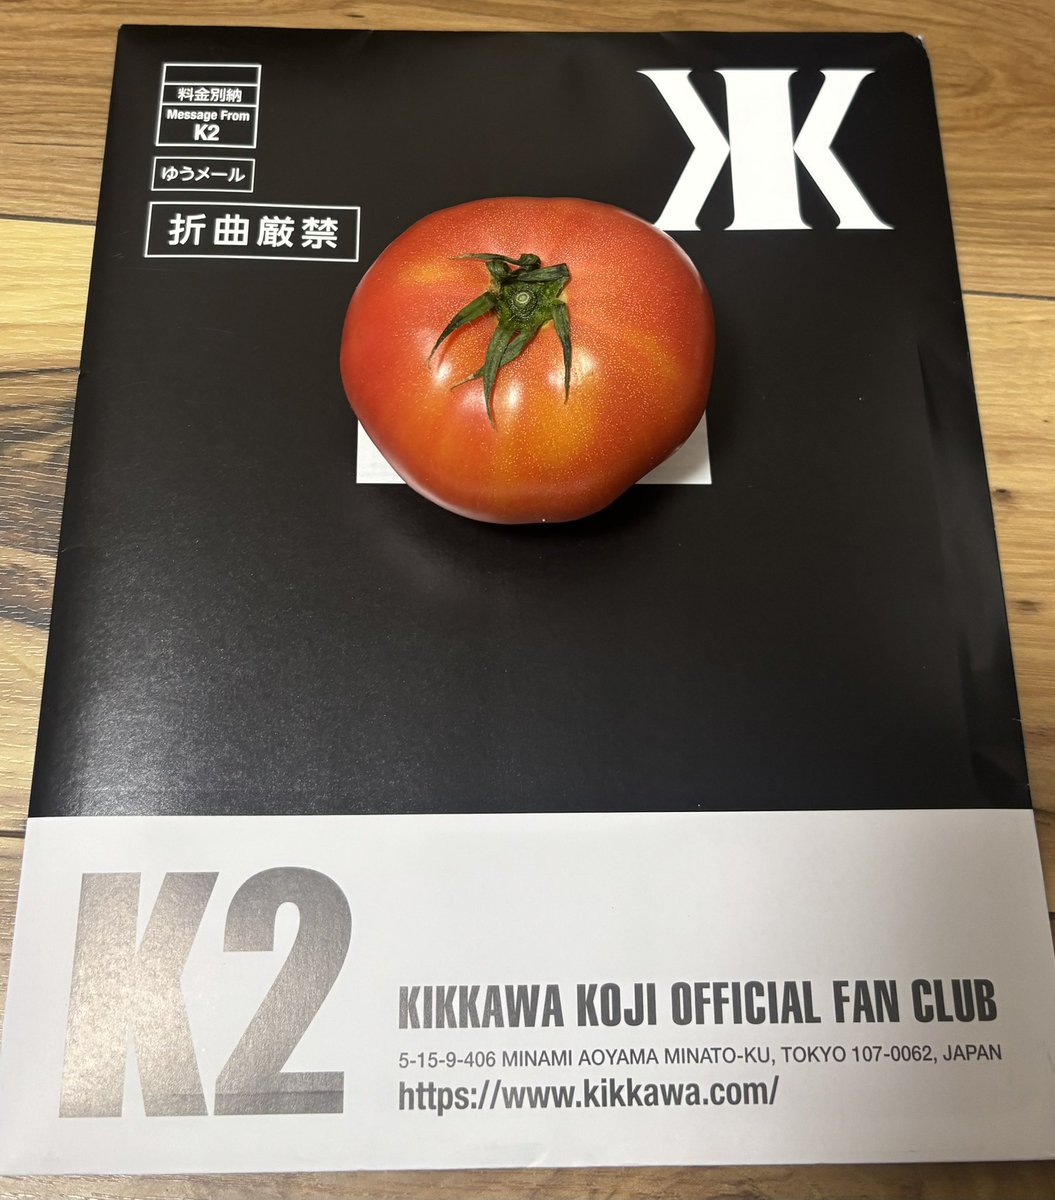 料金別納
Message From
K2
ゆうメール
折曲厳禁
K2
KIKKAWA KOJI OFFICIAL FAN CLUB
5-15-9-406 MINAMI AOYAMA MINATO-KU, TOKYO 107-0062, JAPAN
https://www.kikkawa.com/